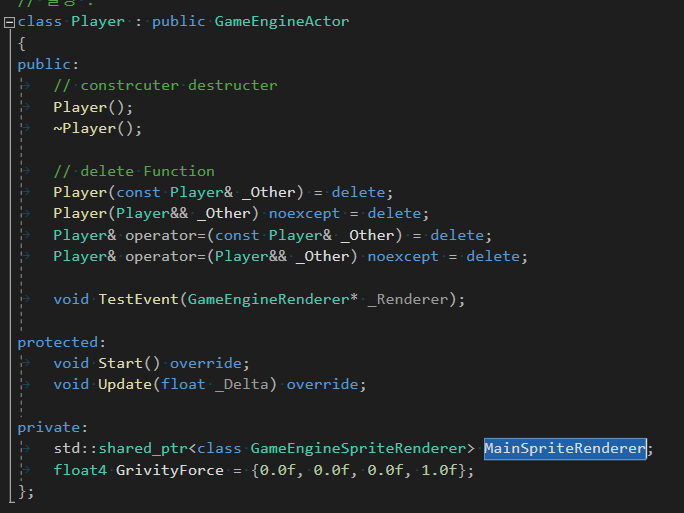 class Player : public GameEngineActor
{
public:
// constrcuter destructer
Player();
~Player();
// delete Function
Player(const Player& _Other) = delete;
Player(Player&& _Other) noexcept = delete;
Player& operator=(const Player& _Other) = delete;
Player& operator=(Player&& _Other) noexcept = delete;
void TestEvent(GameEngineRenderer* _Renderer);
protected:
void Start() override;
void Update(float _Delta) override;
private:
std::shared_ptr<class GameEngineSpriteRenderer> MainSpriteRenderer;
float4 GrivityForce = {0.0f, 0.0f, 0.0f, 1.0f};
};